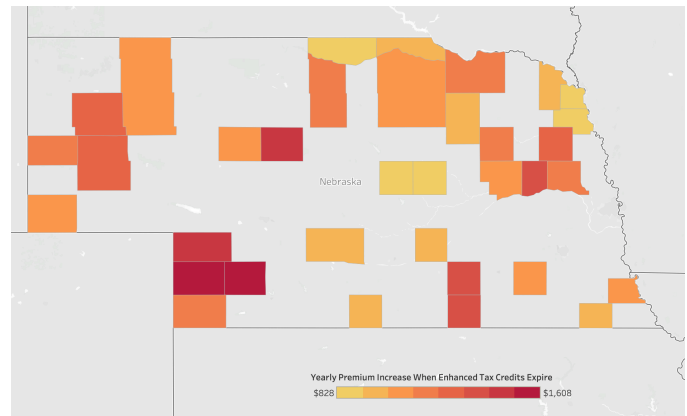 Nebraska
Yearly Premium Increase When Enhanced Tax Credits Expire
$828 $1,608